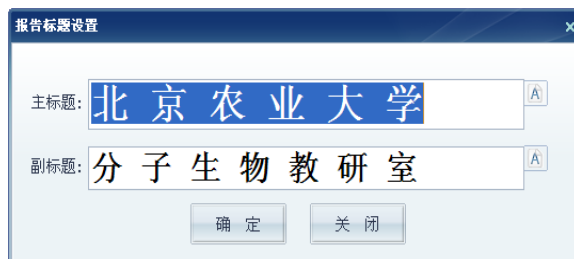 报告标题设置
主标题: 北 京 农 业 大 学
副标题: 分 子 生 物 教 研 室
确 定 关 闭